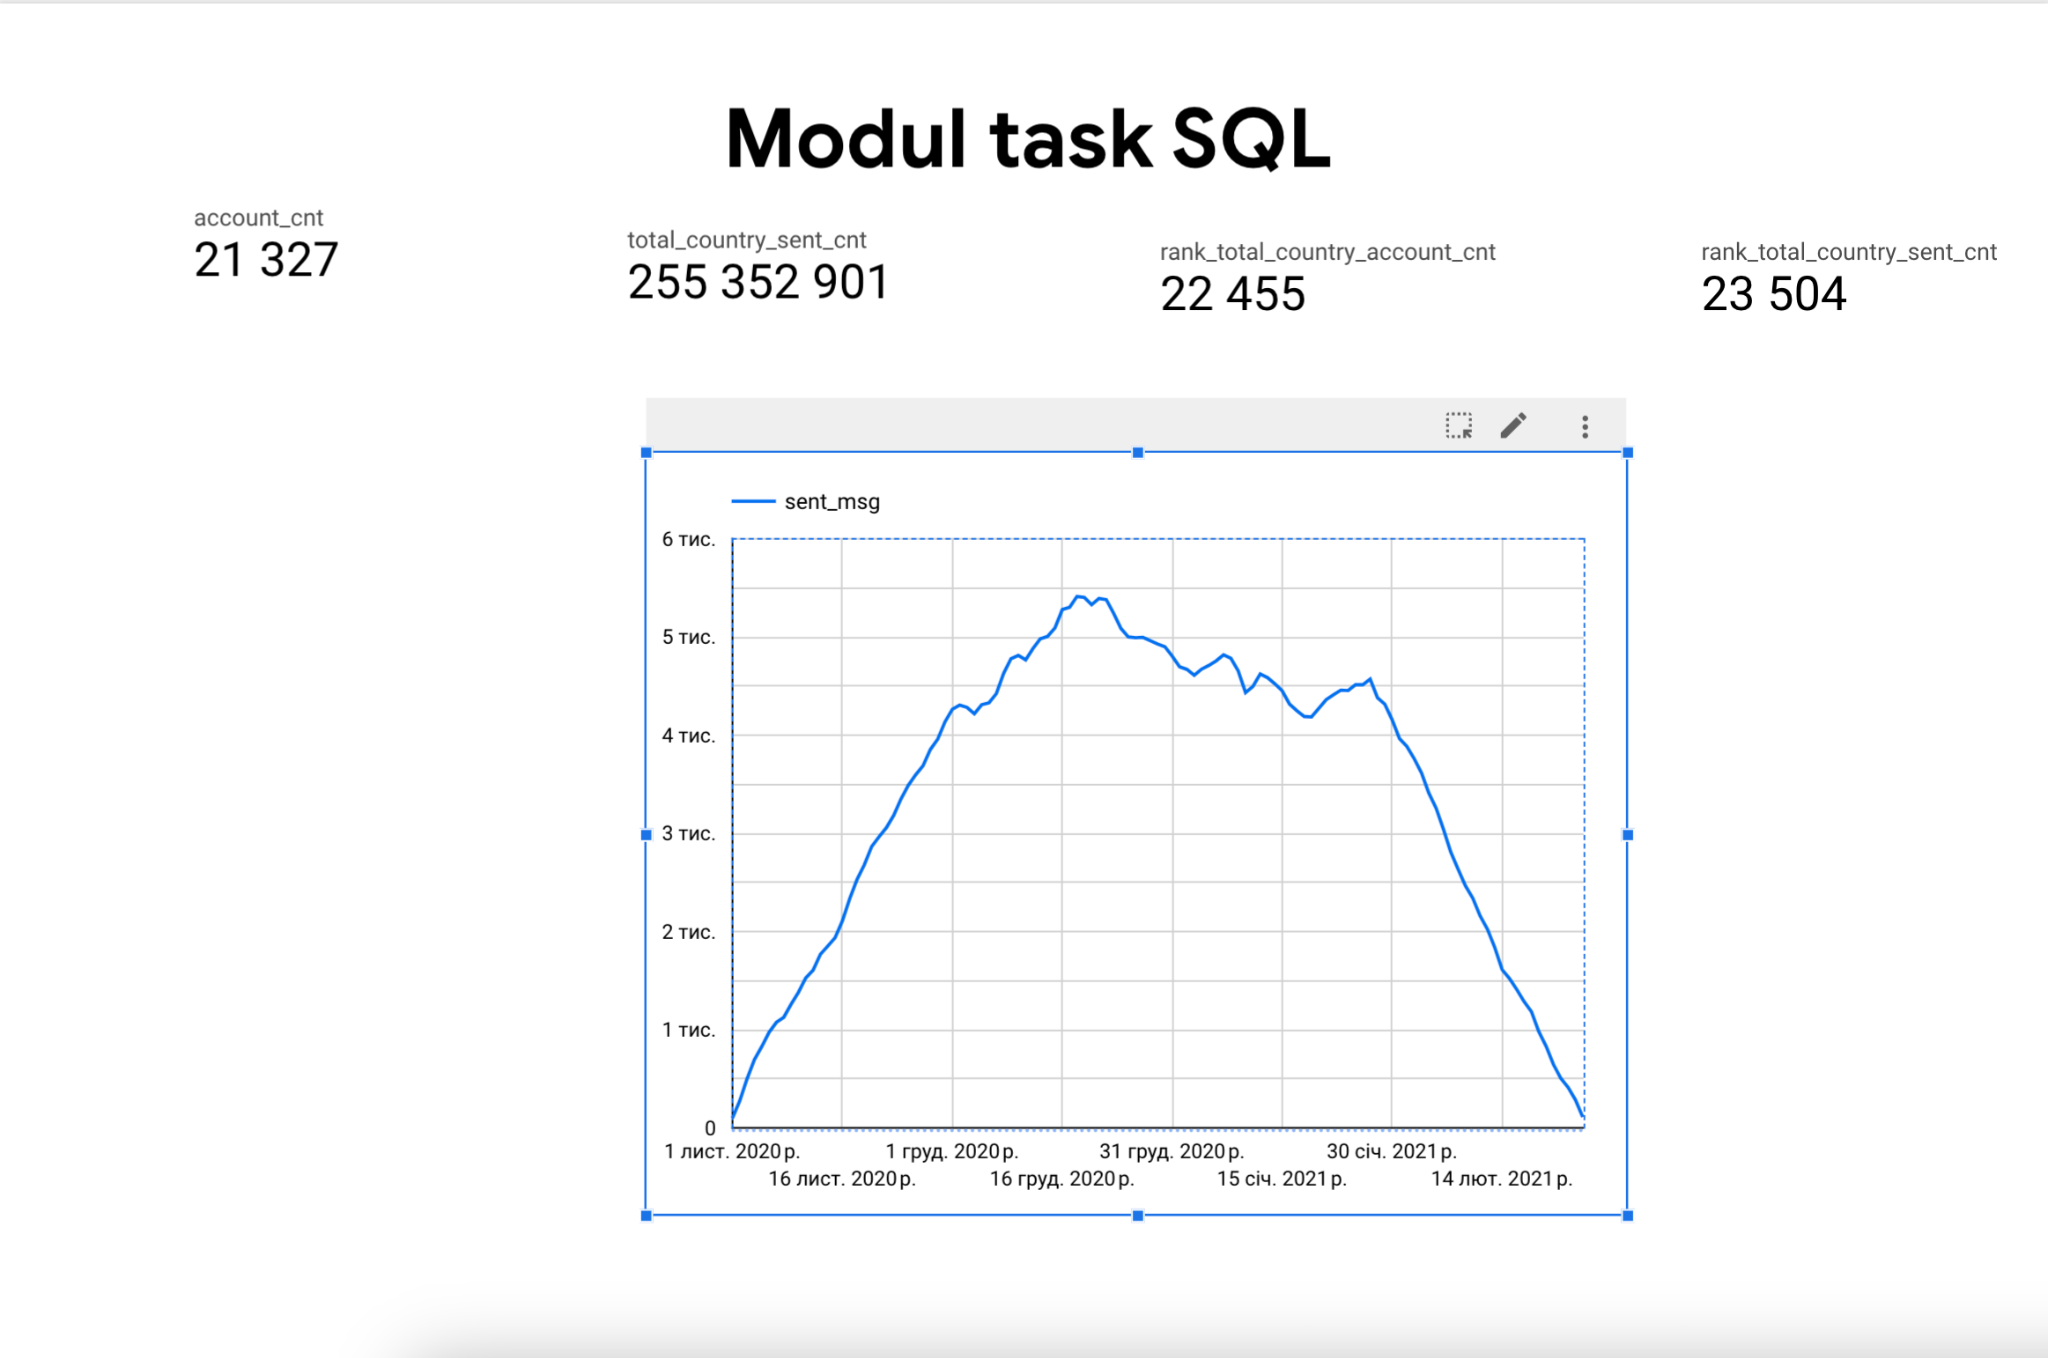 Modul task SQL
account_cnt
21 327
total_country_sent_cnt
255 352 901
rank_total_country_account_cnt
22 455
rank_total_country_sent_cnt
23 504
sent_msg
6 тис.
5 тис.
4 тис.
3 тис.
2 тис.
1 тис.
0
1 лист. 2020 р.
16 лист. 2020 р.
1 груд. 2020 р.
16 груд. 2020 р.
31 груд. 2020 р.
15 січ. 2021 р.
30 січ. 2021 р.
14 лют. 2021 р.